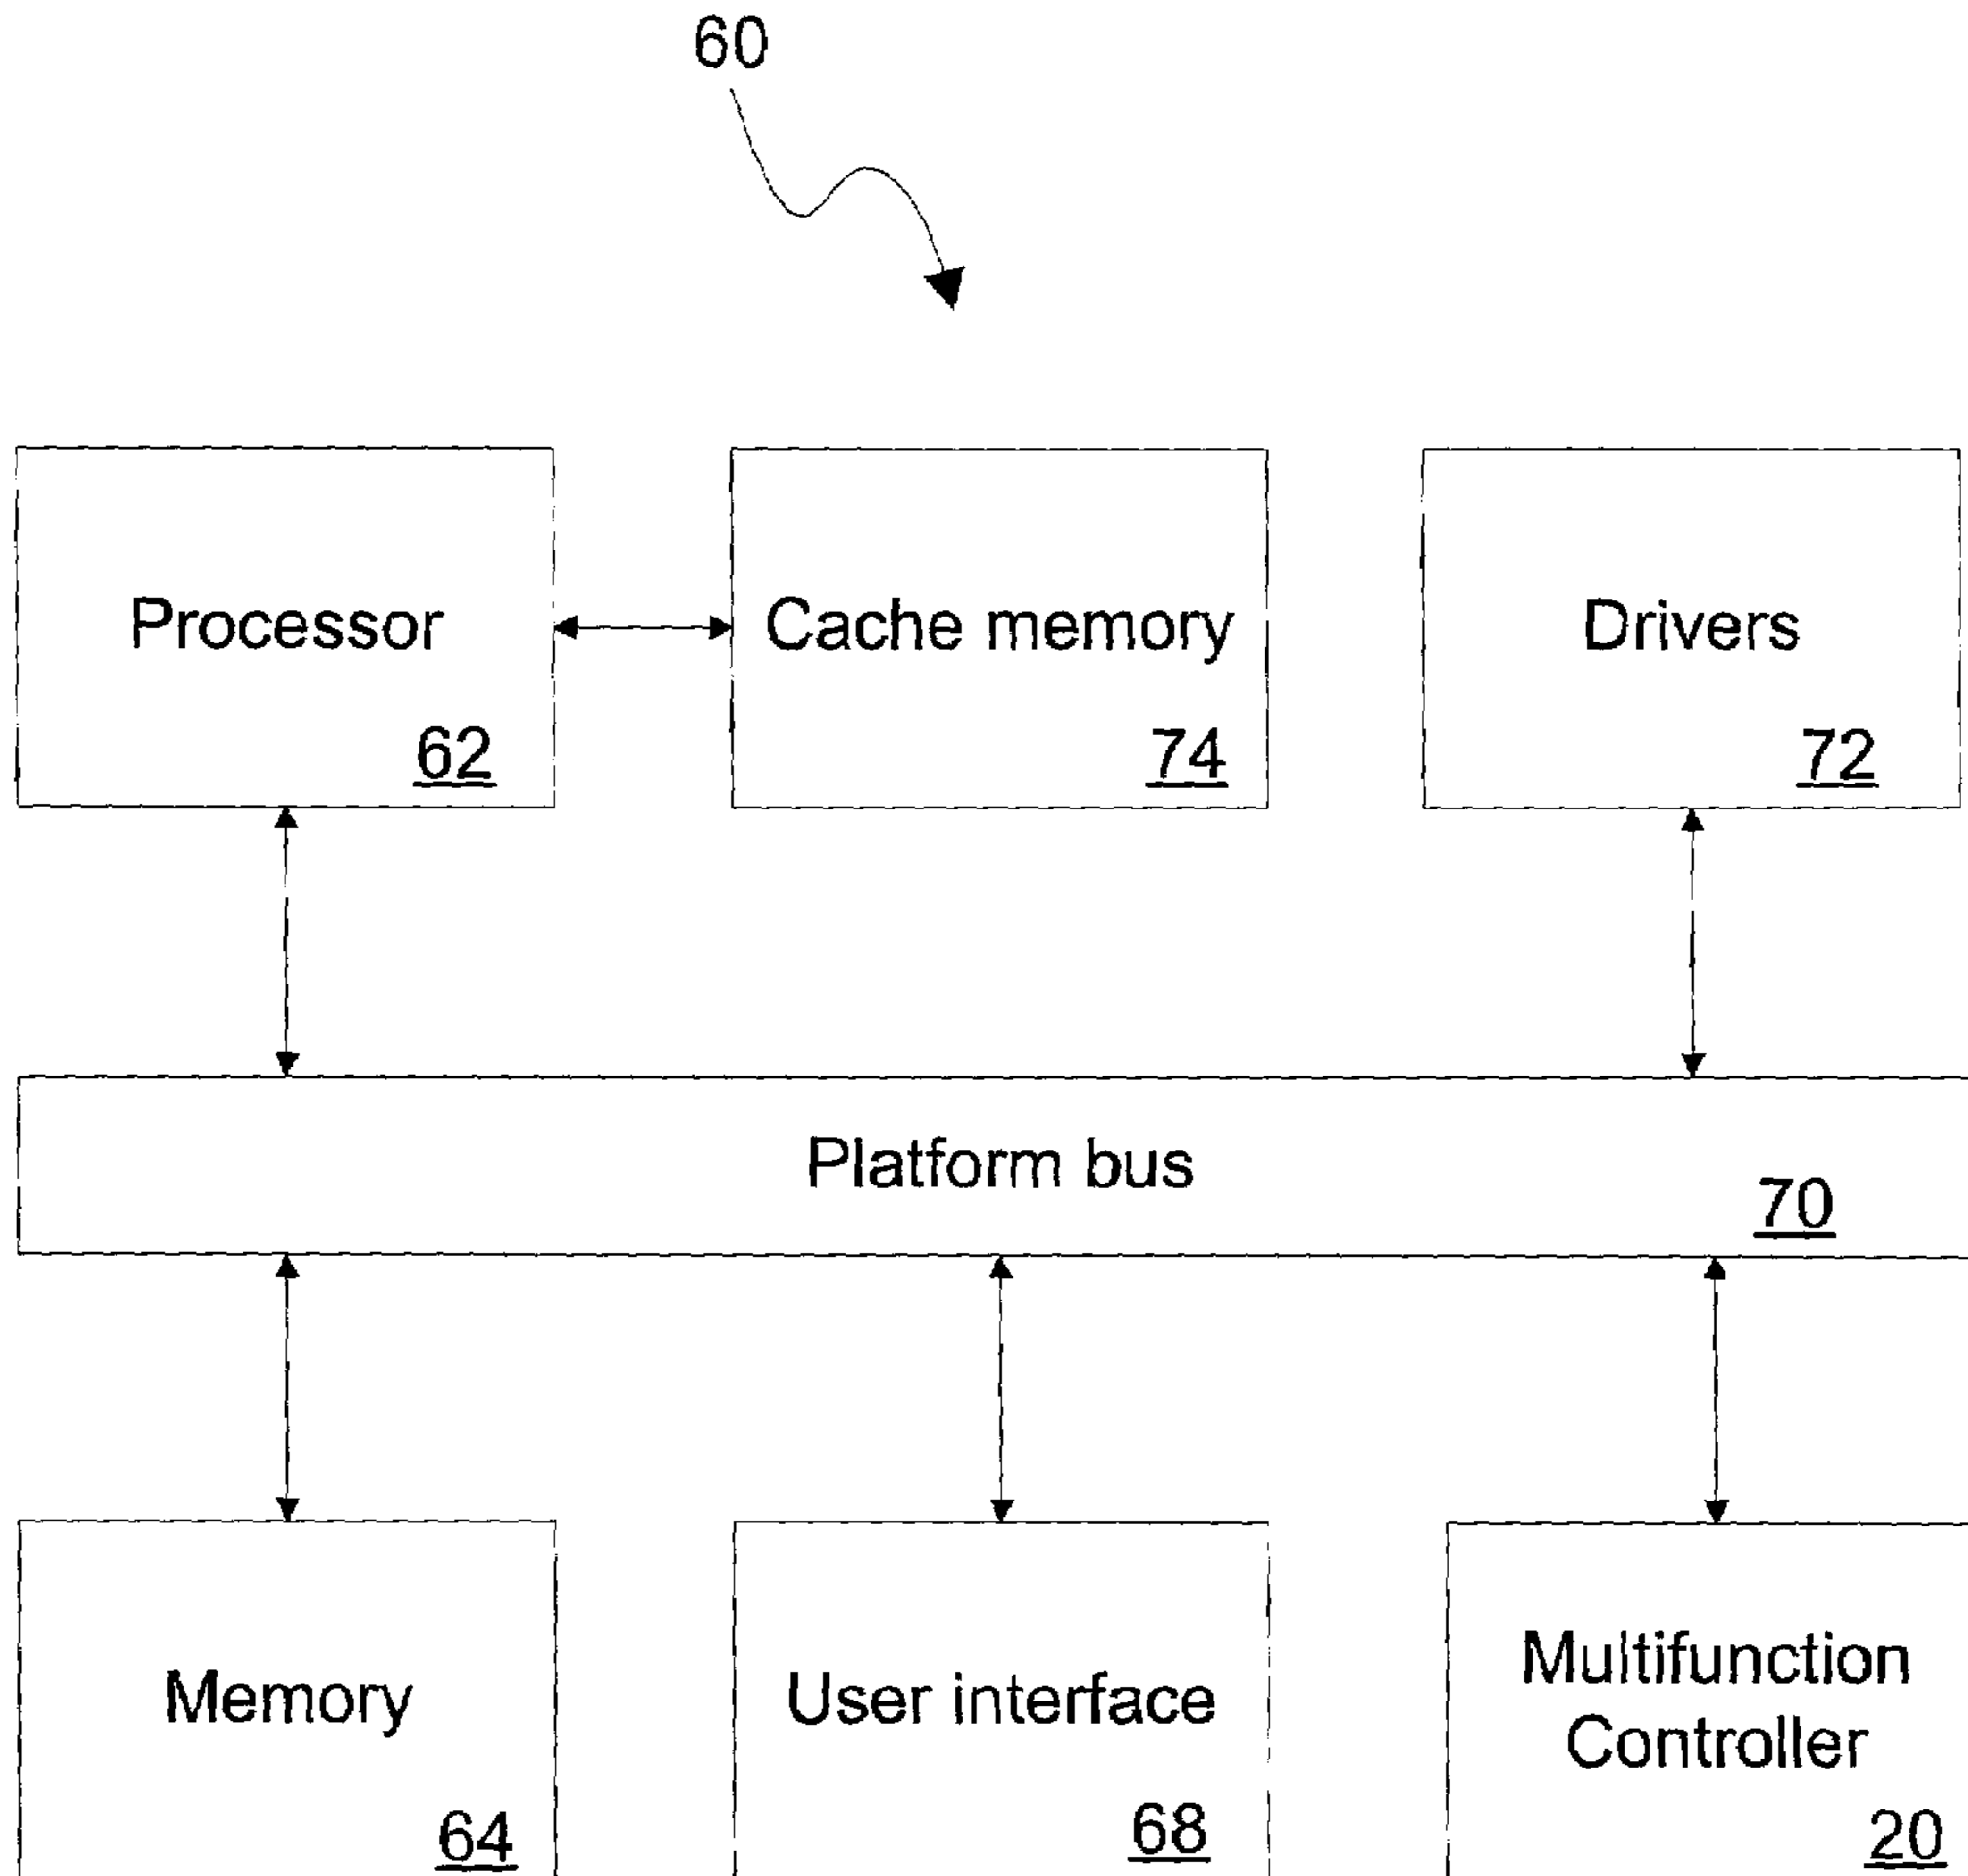 60
Processor
62
Cache memory
74
Drivers
72
Platform bus
70
Memory
64
User interface
68
Multifunction
Controller
20